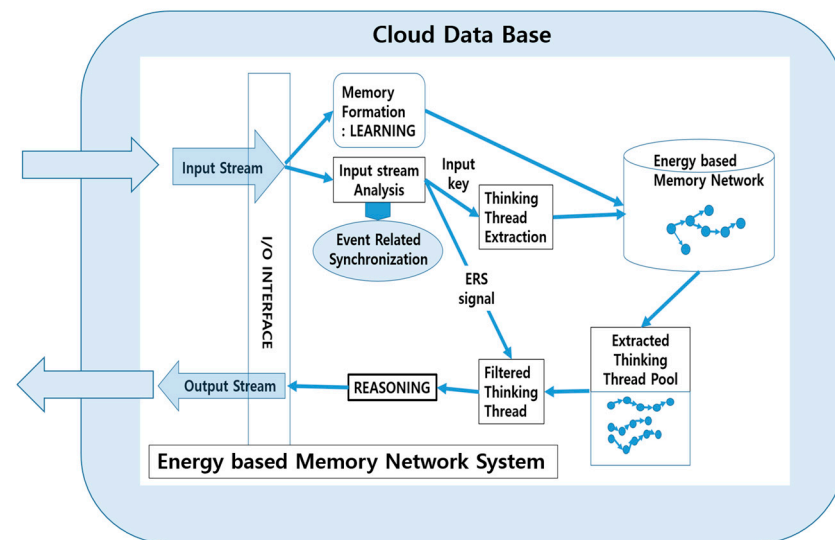 Cloud Data Base
Memory
Formation
: LEARNING
Input Stream
Input stream
Analysis
Input
key
Thinking
Thread
Extraction
Energy based
Memory Network
Event Related
Synchronization
I/O INTERFACE
ERS
signal
Output Stream
REASONING
Filtered
Thinking
Thread
Extracted
Thinking
Thread Pool
Energy based Memory Network System